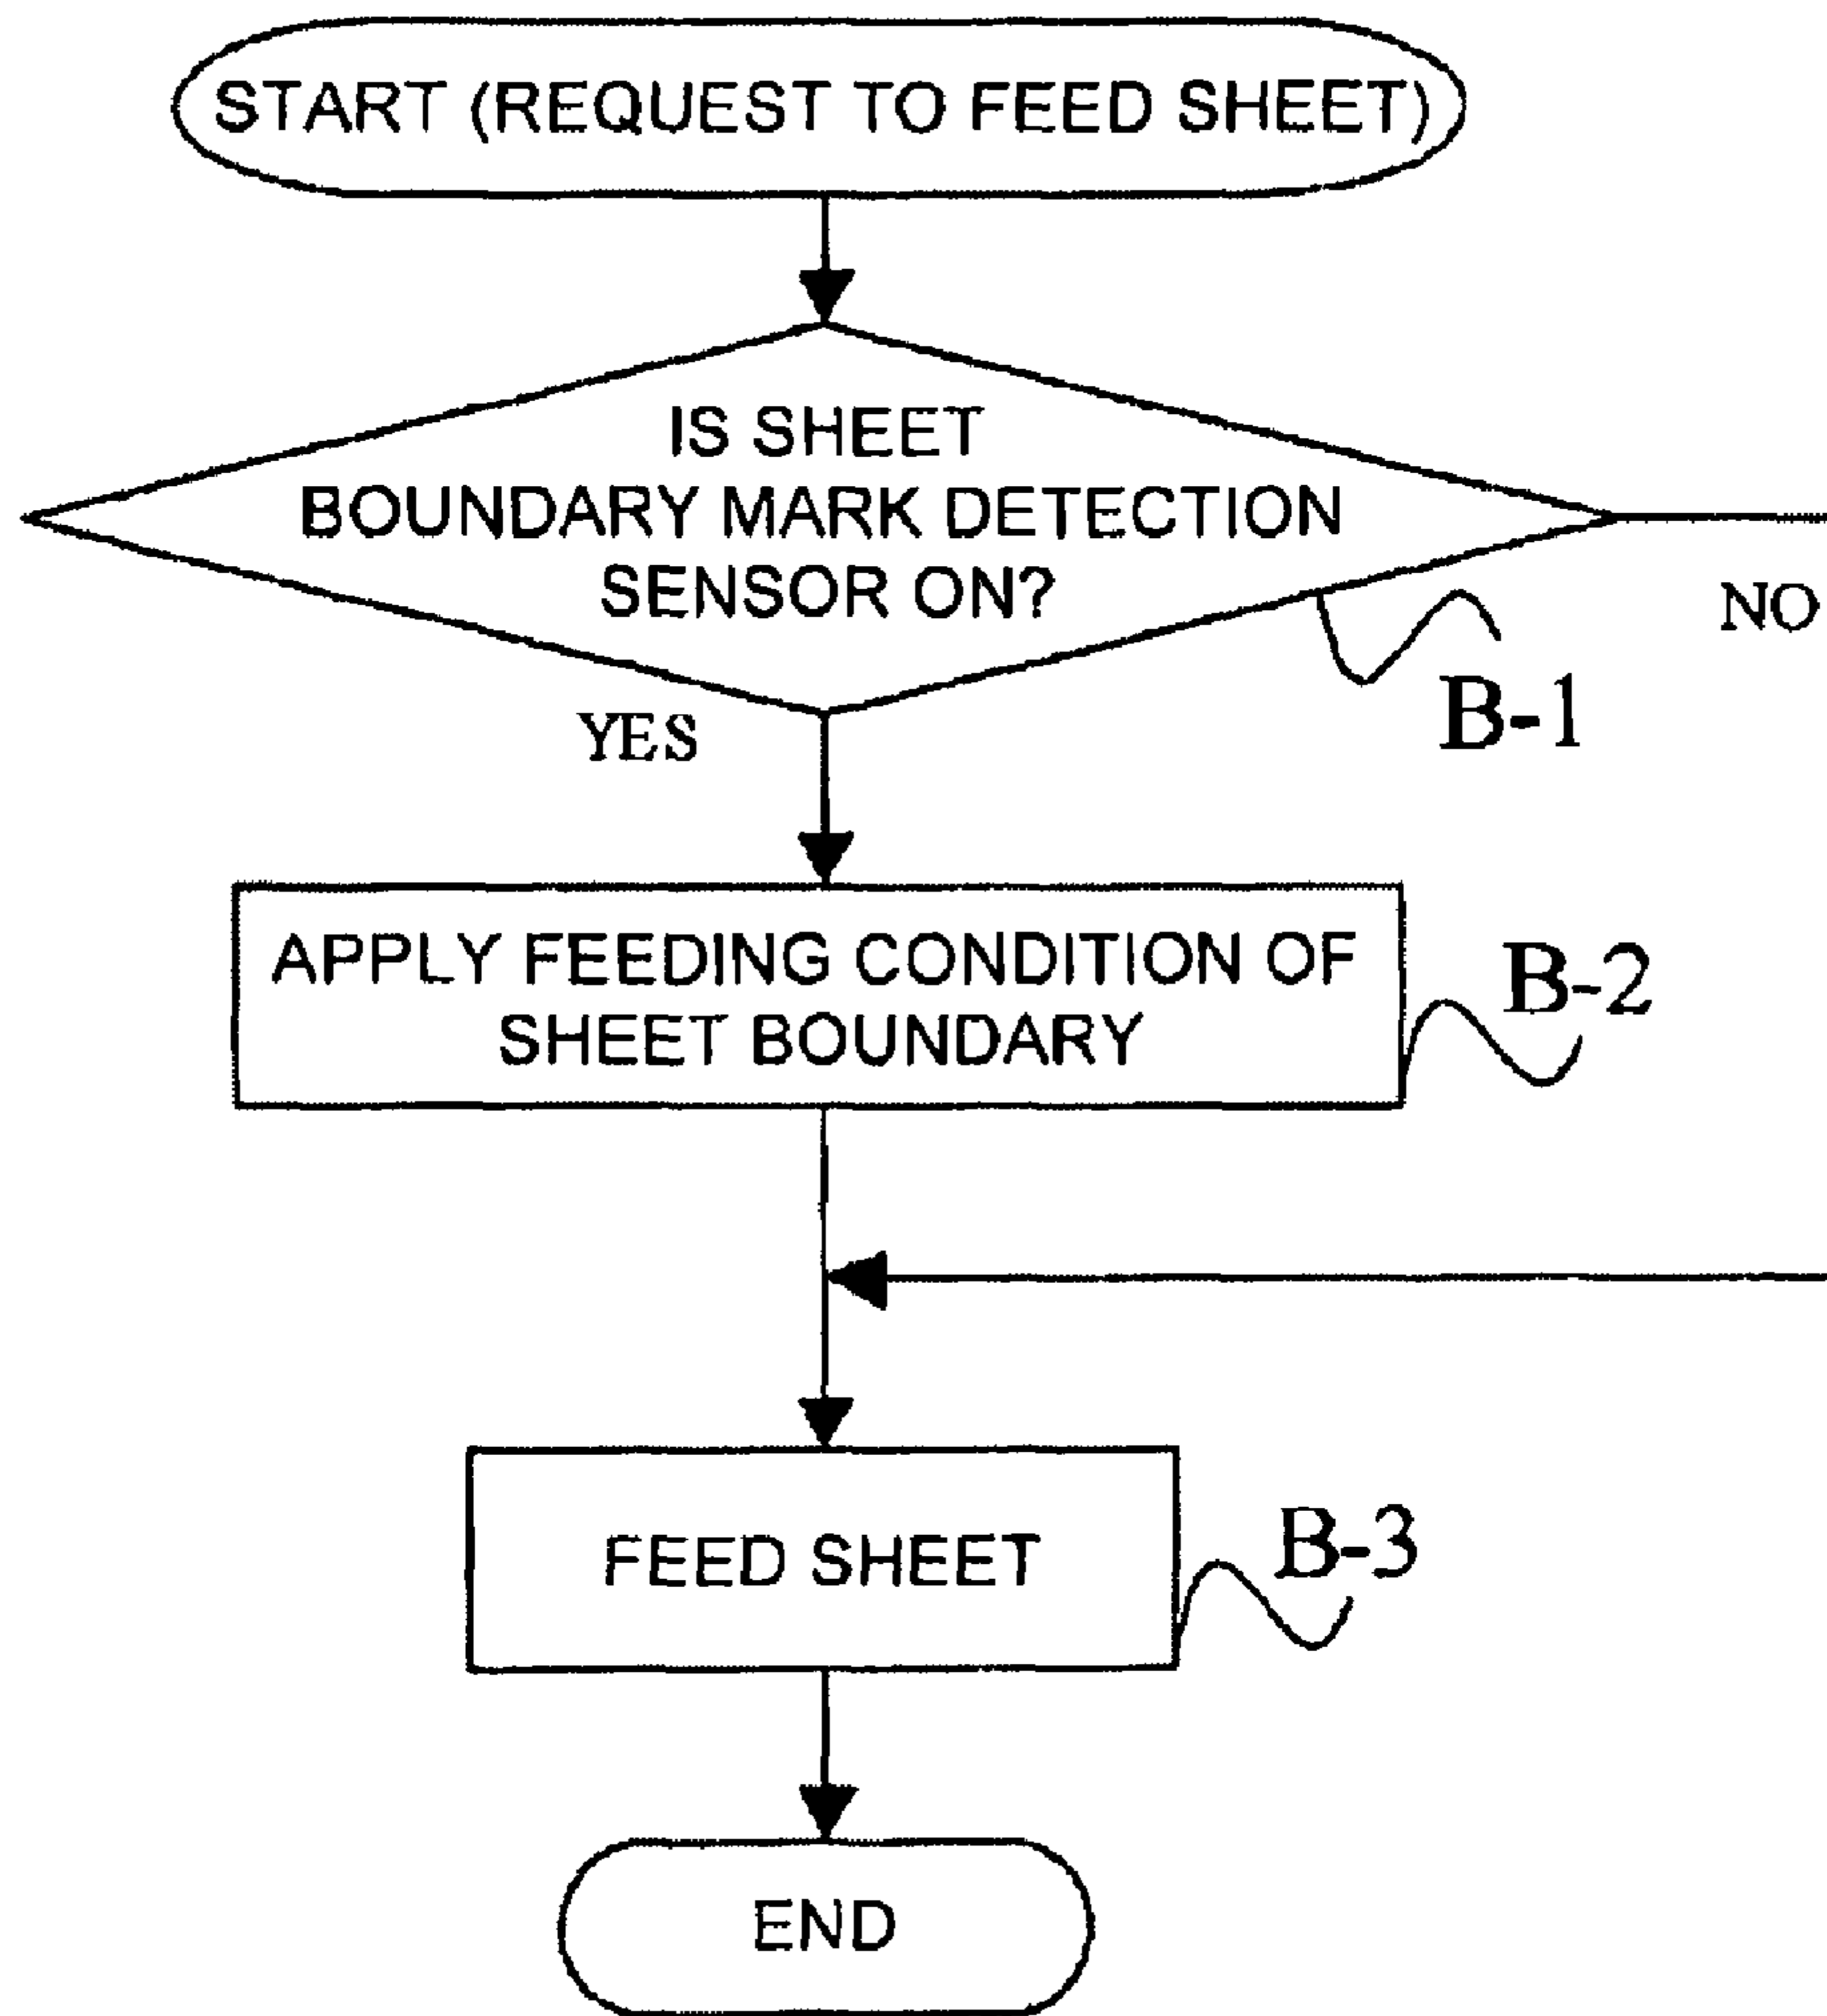 START (REQUEST TO FEED SHEET)
IS SHEET
BOUNDARY MARK DETECTION
SENSOR ON?
NO
B-1
YES
APPLY FEEDING CONDITION OF
SHEET BOUNDARY
B-2
FEED SHEET
B-3
END